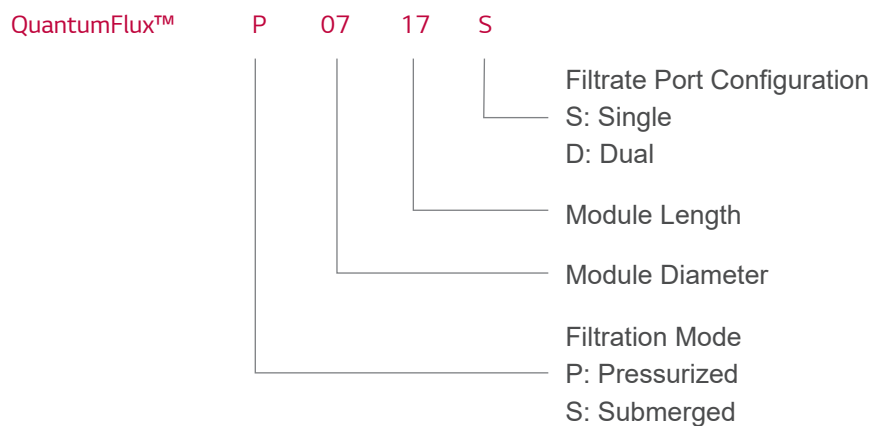 QuantumFlux™ P 07 17 S
Filtrate Port Configuration
S: Single
D: Dual
Module Length
Module Diameter
Filtration Mode
P: Pressurized
S: Submerged